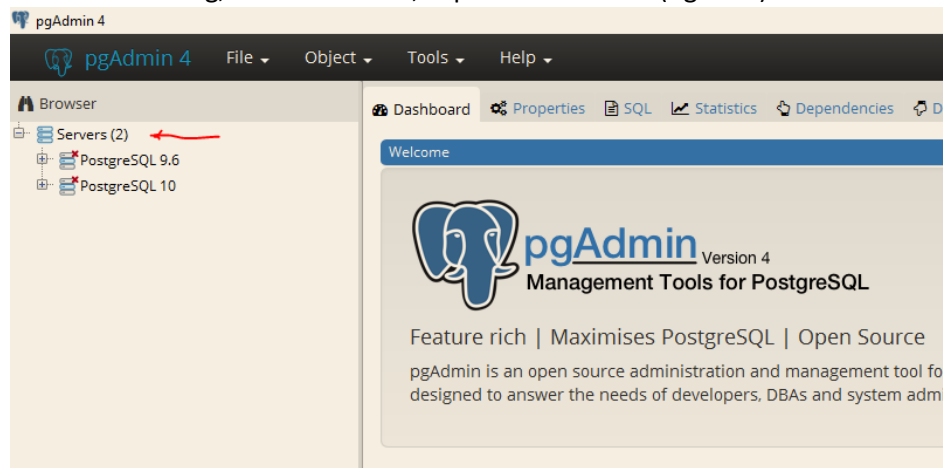 pgAdmin 4
pgAdmin 4 File Object Tools Help
Browser
Dashboard Properties SQL Statistics Dependencies D
Servers (2)
PostgreSQL 9.6
PostgreSQL 10
Welcome
pgAdmin Version 4
Management Tools for PostgreSQL
Feature rich | Maximises PostgreSQL | Open Source
pgAdmin is an open source administration and management tool fo
designed to answer the needs of developers, DBAs and system adm